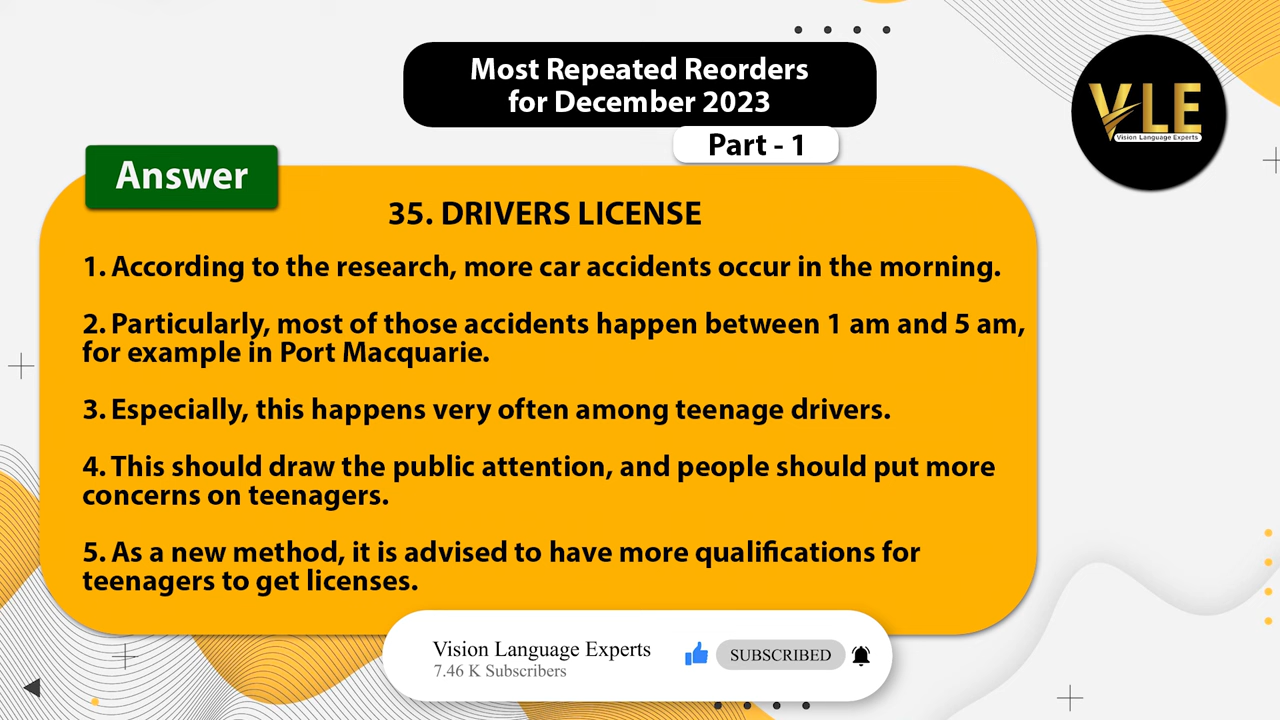 Most Repeated Reorders
for December 2023
Part - 1
VLE
Vision Language Experts
Answer
35. DRIVERS LICENSE
1. According to the research, more car accidents occur in the morning.
2. Particularly, most of those accidents happen between 1 am and 5 am,
for example in Port Macquarie.
3. Especially, this happens very often among teenage drivers.
4. This should draw the public attention, and people should put more
concerns on teenagers.
5. As a new method, it is advised to have more qualifications for
teenagers to get licenses.
Vision Language Experts
7.46 K Subscribers
SUBSCRIBED